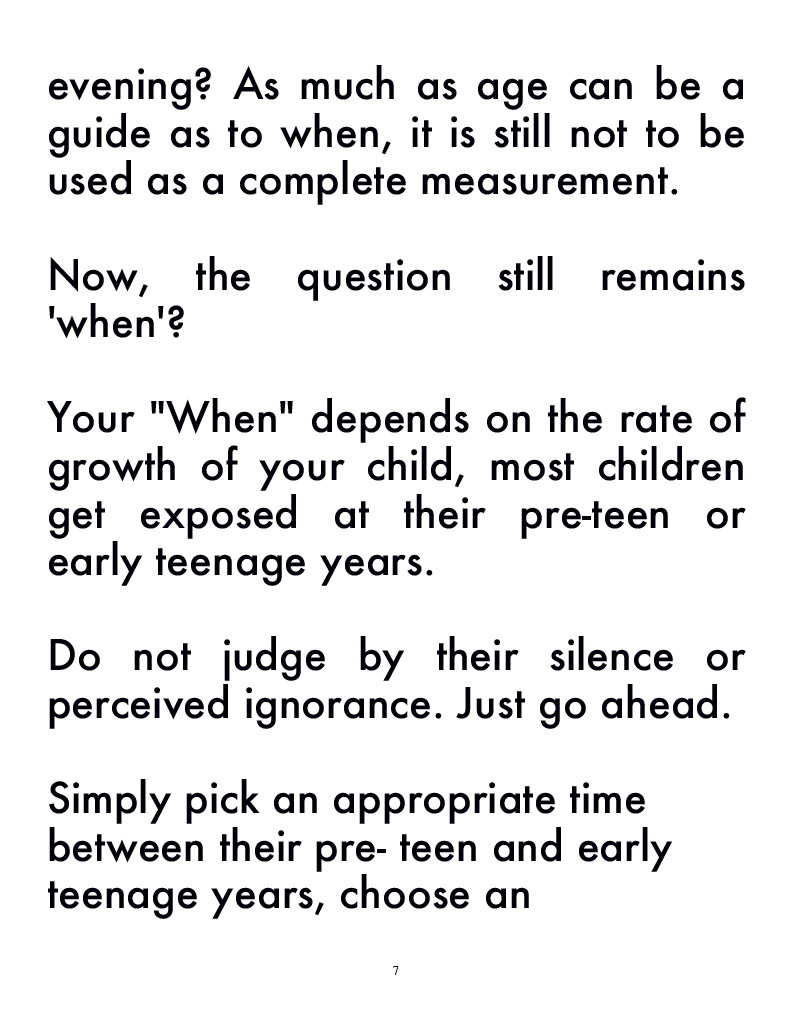 evening? As much as age can be a
guide as to when, it is still not to be
used as a complete measurement.
Now, the question still remains
'when'?
Your "When" depends on the rate of
growth of your child, most children
get exposed at their pre-teen or
early teenage years.
Do not judge by their silence or
perceived ignorance. Just go ahead.
Simply pick an appropriate time
between their pre- teen and early
teenage years, choose an
7